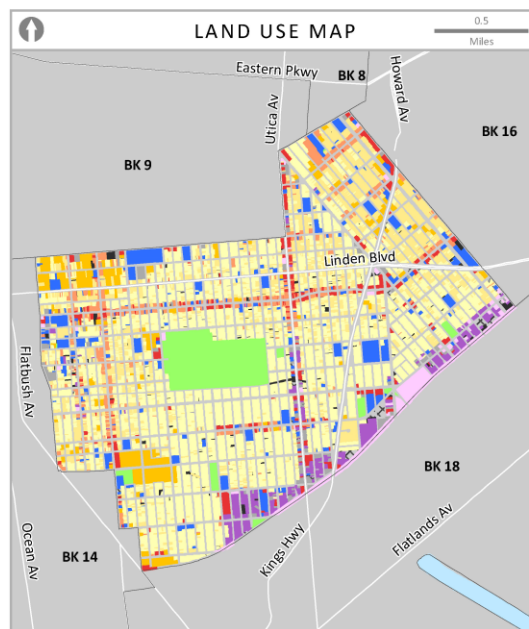 LAND USE MAP
0.5
Miles
Eastern Pkwy
BK 8
Howard Av
Utica Av
BK 16
BK 9
Linden Blvd
Flatbush Av
BK 18
Flatlands Av
Kings Hwy
Ocean Av
BK 14